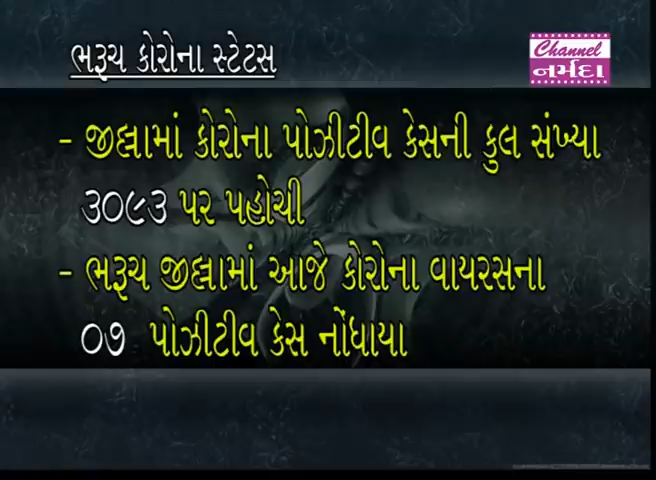 ભરૂચ કોરોના સ્ટેટસ
Channel
નર્મદા
- જીલ્લામાં કોરોના પોઝીટીવ કેસની કુલ સંખ્યા
૩૦૯૩ પર પહોચી
- ભરૂચ જીલ્લામાં આજે કોરોના વાયરસના
૦૭ પોઝીટીવ કેસ નોંધાયા